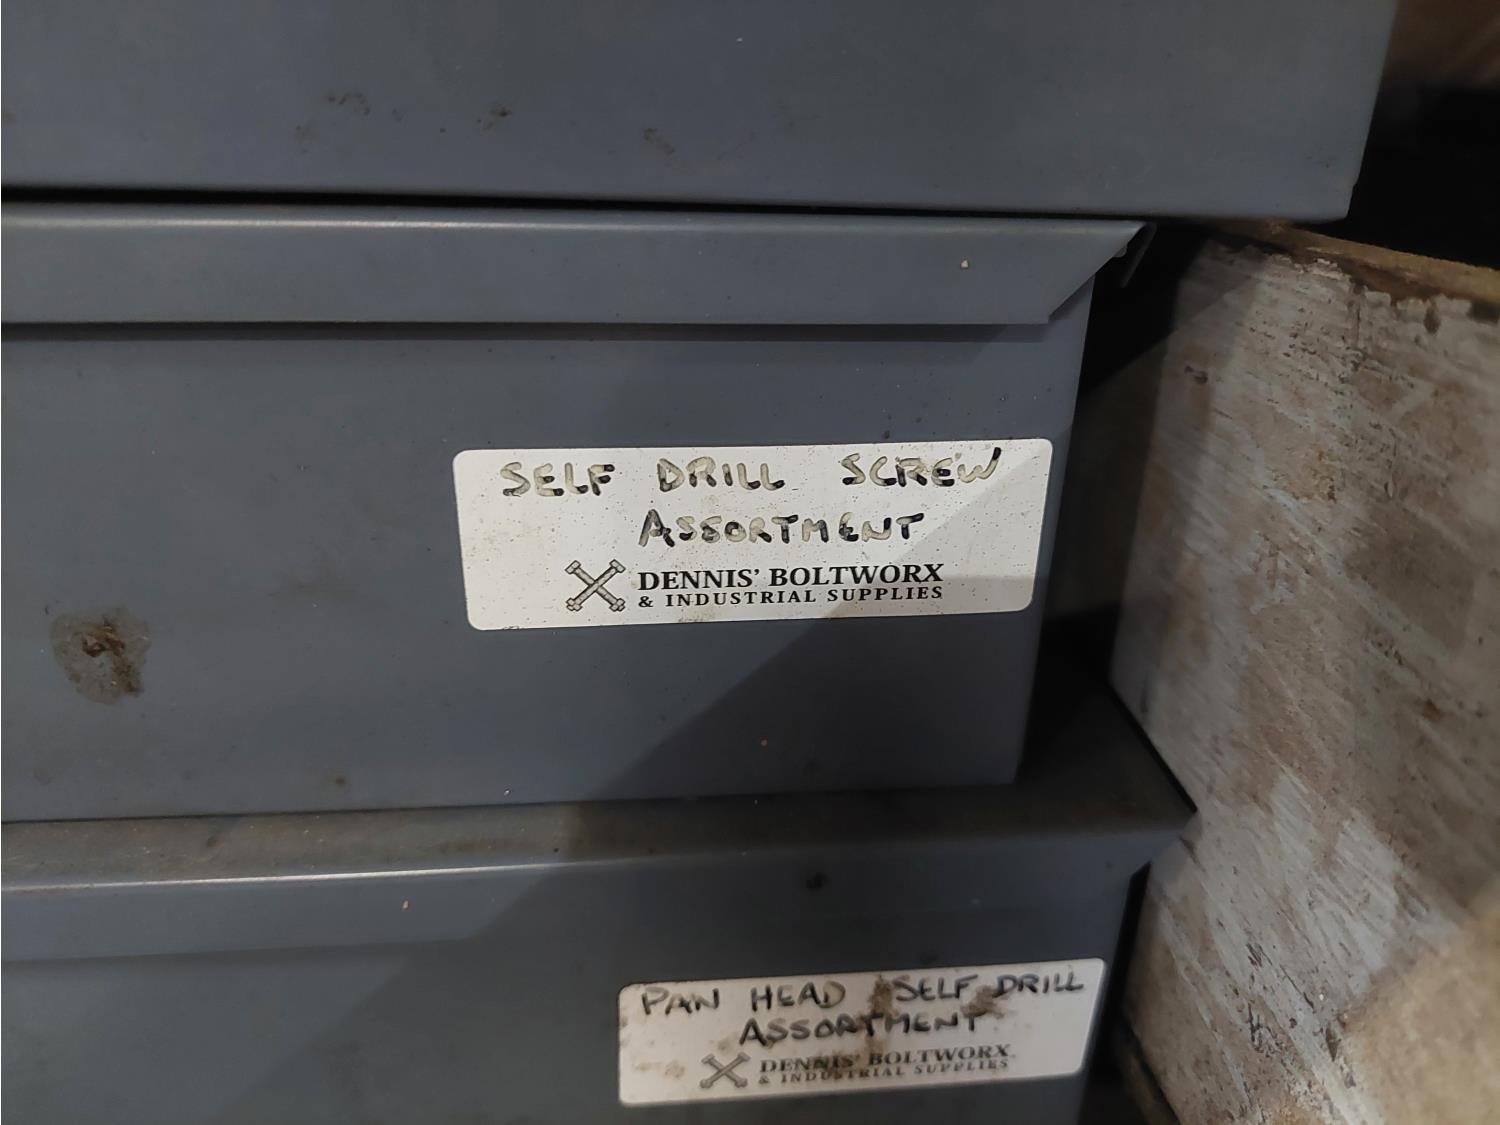 SELF DRILL SCREW
ASSORTMENT
DENNIS' BOLTWORX
& INDUSTRIAL SUPPLIES
PAN HEAD SELF DRILL
ASSORTMENT
DENNIS' BOLTWORX
& INDUSTRIAL SUPPLIES